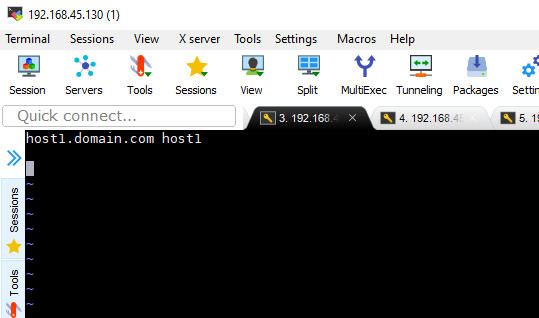 192.168.45.130 (1)
Terminal Sessions View X server Tools Settings Macros Help
Session Servers Tools Sessions View Split MultiExec Tunneling Packages Settin
Quick connect...
3. 192.168.4
4. 192.168.45
5. 19
host1.domain.com host1
~
~
~
~
~
~
~
Sessions
Tools